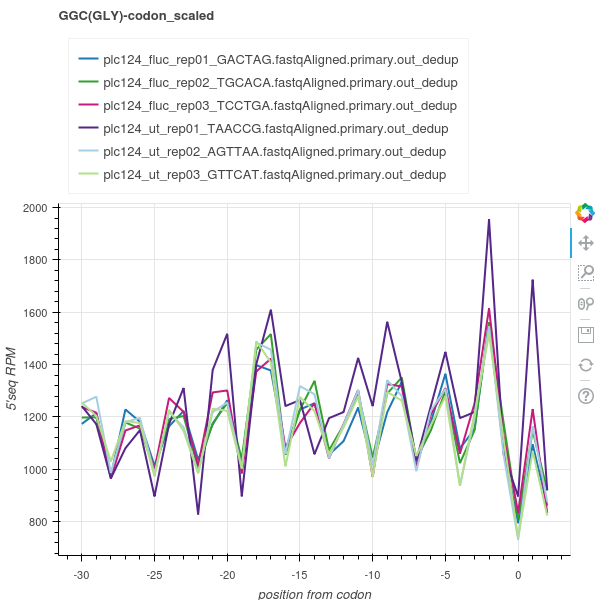 GGC(GLY)-codon_scaled
plc124_fluc_rep01_GACTAG.fastqAligned.primary.out_dedup
plc124_fluc_rep02_TGCACA.fastqAligned.primary.out_dedup
plc124_fluc_rep03_TCCTGA.fastqAligned.primary.out_dedup
plc124_ut_rep01_TAACCG.fastqAligned.primary.out_dedup
plc124_ut_rep02_AGTTAA.fastqAligned.primary.out_dedup
plc124_ut_rep03_GTTCAT.fastqAligned.primary.out_dedup
2000
1800
1600
1400
1200
1000
800
5'seq RPM
-30 -25 -20 -15 -10 -5 0
position from codon